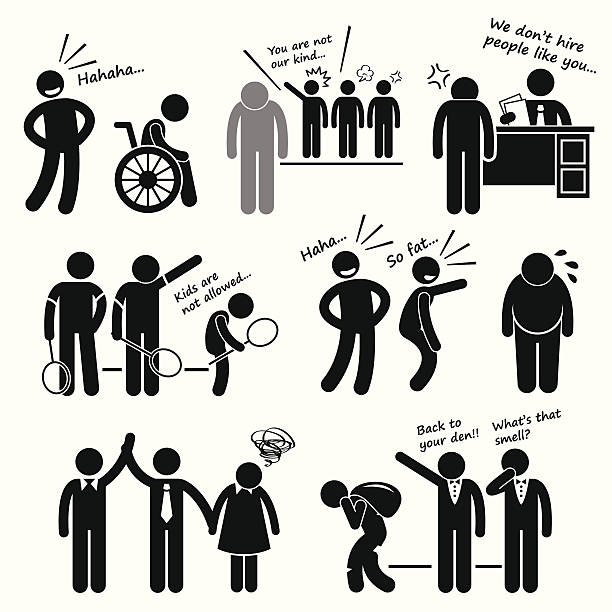 Hahaha...
You are not
our kind...
We don't hire
people like you...
Kids are
not allowed...
Haha...
So fat...
Back to
your den!!
What's that
smell?